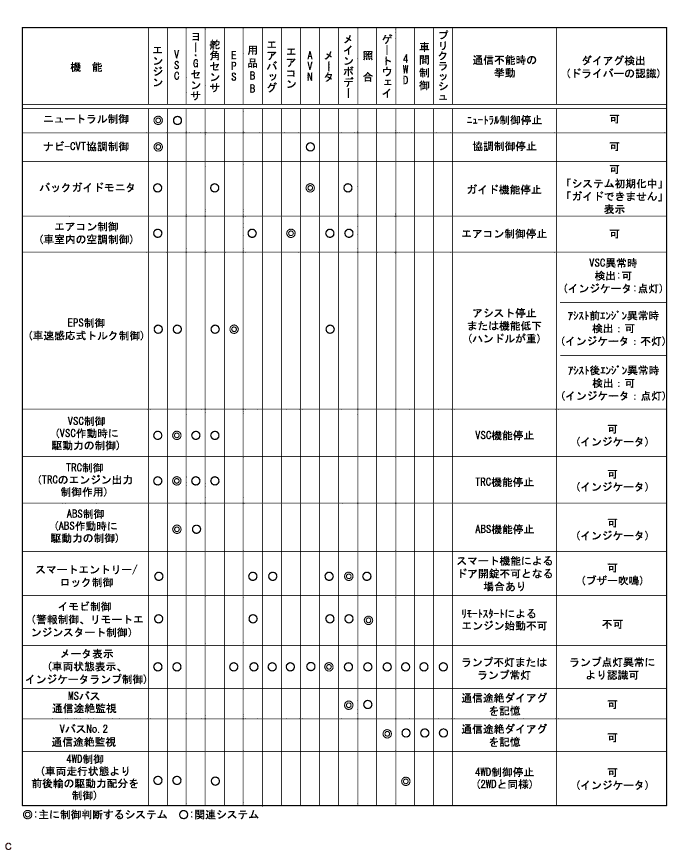 機　能
エンジン
VSC
ヨー・Gセンサ
舵角センサ
EPS
用品BB
エアバッグ
エアコン
AVN
メータ
メインボデー
照合
ゲートウェイ
4WD
車間制御
プリクラッシュ
通信不能時の
挙動
ダイアグ検出
(ドライバーの認識)
ニュートラル制御
◎ ○
ﾆｭｰﾄﾗﾙ制御停止
可
ナビ-CVT協調制御
◎ ○
協調制御停止
可
バックガイドモニタ
○ ○ ◎ ○
ガイド機能停止
可
「システム初期化中」
「ガイドできません」
表示
エアコン制御
(車室内の空調制御)
○ ○ ◎ ○ ○
エアコン制御停止
可
EPS制御
(車速感応式トルク制御)
○ ○ ○ ◎ ○
アシスト停止
または機能低下
(ハンドルが重)
VSC異常時
検出:可
(インジケータ:点灯)
ｱｼｽﾄ前ｴﾝｼﾞﾝ異常時
検出：可
(インジケータ：不灯)
ｱｼｽﾄ後ｴﾝｼﾞﾝ異常時
検出：可
(インジケータ：点灯)
VSC制御
(VSC作動時に
駆動力の制御)
○ ◎ ○ ○
VSC機能停止
可
(インジケータ)
TRC制御
(TRCのエンジン出力
制御作用)
○ ◎ ○ ○
TRC機能停止
可
(インジケータ)
ABS制御
(ABS作動時に
駆動力の制御)
◎ ○
ABS機能停止
可
(インジケータ)
スマートエントリー/
ロック制御
○ ○ ○ ○ ◎ ○
スマート機能による
ドア開錠不可となる
場合あり
可
(ブザー吹鳴)
イモビ制御
(警報制御、リモートエ
ンジンスタート制御)
○ ○ ○ ○ ◎
ﾘﾓｰﾄｽﾀｰﾄによる
エンジン始動不可
不可
メータ表示
(車両状態表示、
インジケータランプ制御)
○ ○ ○ ○ ○ ○ ○ ◎ ○ ○ ○ ○ ○ ○
ランプ不灯または
ランプ常灯
ランプ点灯異常に
より認識可
MSバス
通信途絶監視
◎ ○
通信途絶ダイアグ
を記憶
可
VバスNo.2
通信途絶監視
◎ ○ ○ ○
通信途絶ダイアグ
を記憶
可
4WD制御
(車両走行状態より
前後輪の駆動力配分を
制御)
○ ○ ○ ◎
4WD制御停止
(2WDと同様)
可
(インジケータ)
◎:主に制御判断するシステム　○:関連システム
C